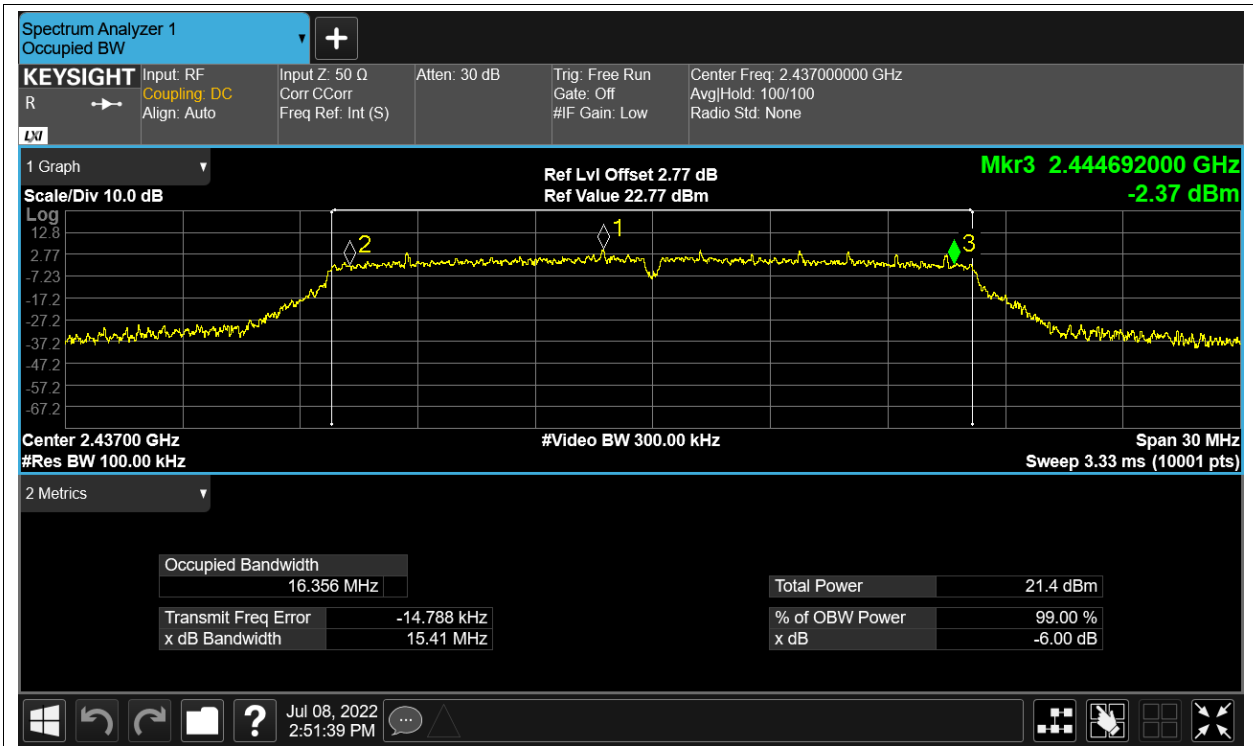 Spectrum Analyzer 1
Occupied BW
KEYSIGHT Input: RF Input Z: 50 Ω Atten: 30 dB Trig: Free Run Center Freq: 2.437000000 GHz
R Coupling: DC Corr CCorr Gate: Off Avg|Hold: 100/100
Align: Auto Freq Ref: Int (S) #IF Gain: Low Radio Std: None
LXI
1 Graph Ref Lvl Offset 2.77 dB Mkr3 2.444692000 GHz
Scale/Div 10.0 dB Ref Value 22.77 dBm -2.37 dBm
Log
12.8
2.77
-7.23
-17.2
-27.2
-37.2
-47.2
-57.2
-67.2
2
1
3
Center 2.43700 GHz #Video BW 300.00 kHz Span 30 MHz
#Res BW 100.00 kHz Sweep 3.33 ms (10001 pts)
2 Metrics
Occupied Bandwidth
16.356 MHz Total Power 21.4 dBm
Transmit Freq Error -14.788 kHz % of OBW Power 99.00 %
x dB Bandwidth 15.41 MHz x dB -6.00 dB
Jul 08, 2022
2:51:39 PM